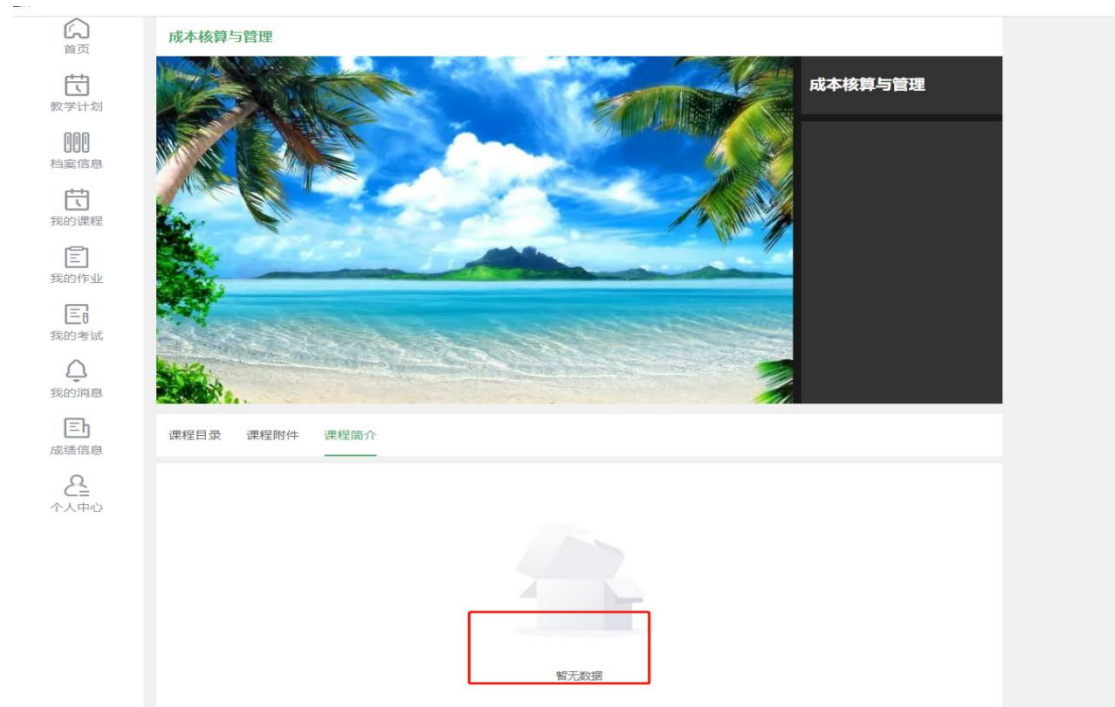 首页
教学计划
档案信息
我的课程
我的作业
我的考试
我的消息
成绩信息
个人中心
成本核算与管理
成本核算与管理
课程目录 课程附件 课程简介
暂无数据